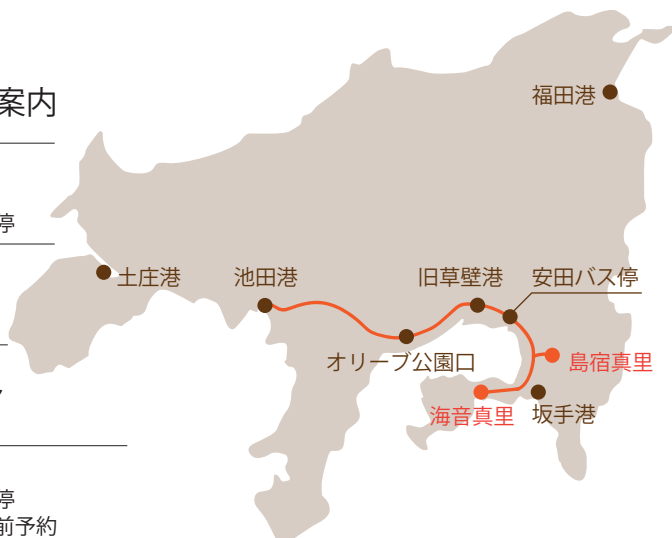 案内
停
停
前予約
福田港
土庄港
池田港
旧草壁港
安田バス停
オリーブ公園口
島宿真里
海音真里
坂手港